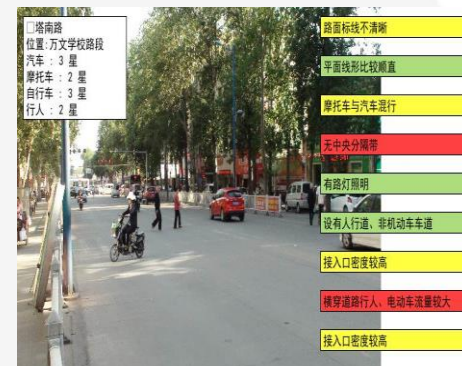 □塔南路
位置:万文学校路段
汽车 : 3 星
摩托车 : 2 星
自行车 : 3 星
行人 : 2 星
路面标线不清晰
平面线形比较顺直
摩托车与汽车混行
无中央分隔带
有路灯照明
设有人行道、非机动车车道
接入口密度较高
横穿道路行人、电动车流量较大
接入口密度较高